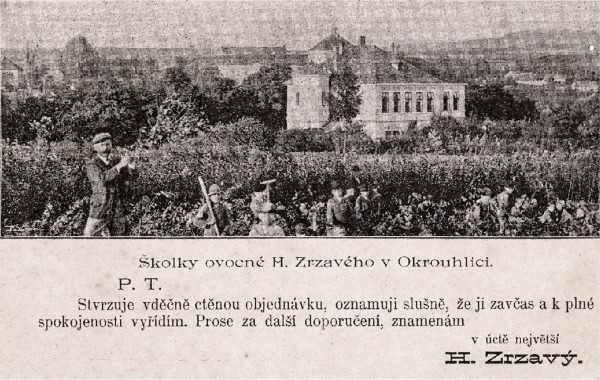 Školky ovocné H. Zrzavého v Okrouhlici.
P. T.
Stvrzuje vděčně ctěnou objednávku, oznamuji slušně, že ji zavčas a k plné
spokojenosti vyřídím. Prose za další doporučení, znamenám
v úctě největší
H. Zrzavý.